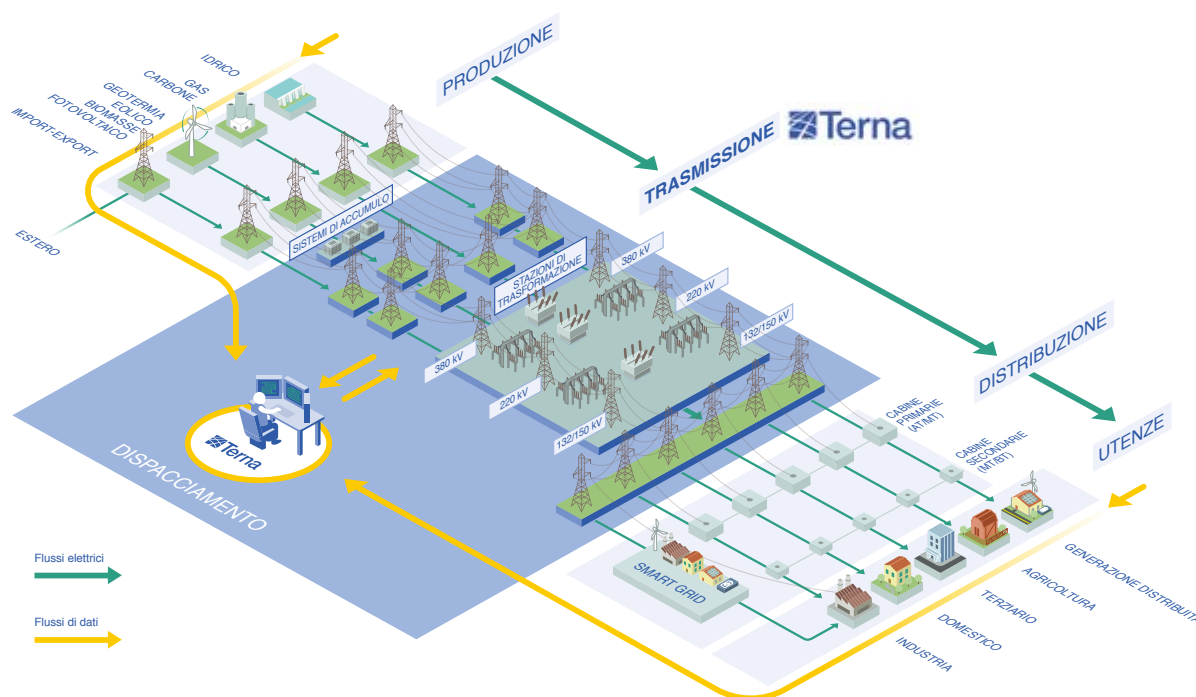 PRODUZIONE
TRASMISSIONE
Terna
DISTRIBUZIONE
UTENZE
IDRICO
GAS
CARBONE
GEOTERMIA
EOLICO
BIOMASSE
FOTOVOLTAICO
IMPORT-EXPORT
ESTERO
SISTEMI DI ACCUMULO
STAZIONI DI
TRASFORMAZIONE
380 kV
220 kV
132/150 kV
380 kV
220 kV
132/150 kV
CABINE
PRIMARIE
(AT/MT)
CABINE
SECONDARIE
(MT/BT)
Terna
DISPACCIAMENTO
SMART GRID
GENERAZIONE DISTRIBUITA
AGRICOLTURA
TERZIARIO
DOMESTICO
INDUSTRIA
Flussi elettrici
Flussi di dati